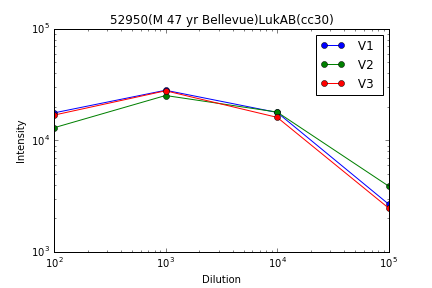 52950(M 47 yr Bellevue)LukAB(cc30)
10^5
10^4
10^3
Intensity
V1
V2
V3
10^2
10^3
10^4
10^5
Dilution